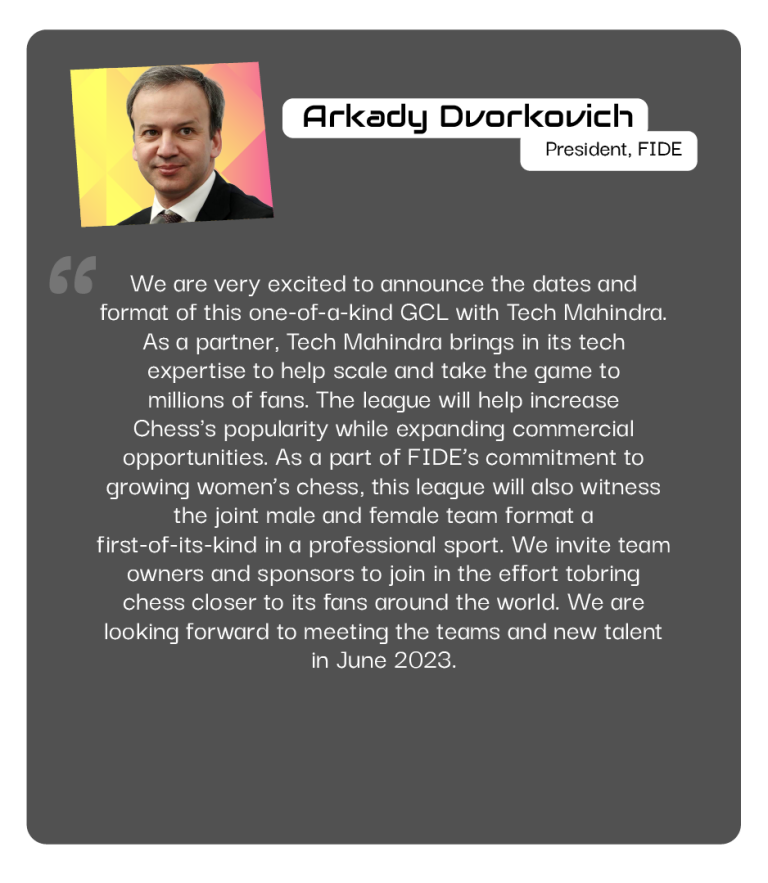 Arkady Dvorkovich
President, FIDE
“
We are very excited to announce the dates and
format of this one-of-a-kind GCL with Tech Mahindra.
As a partner, Tech Mahindra brings in its tech
expertise to help scale and take the game to
millions of fans. The league will help increase
Chess’s popularity while expanding commercial
opportunities. As a part of FIDE’s commitment to
growing women’s chess, this league will also witness
the joint male and female team format a
first-of-its-kind in a professional sport. We invite team
owners and sponsors to join in the effort tobring
chess closer to its fans around the world. We are
looking forward to meeting the teams and new talent
in June 2023.